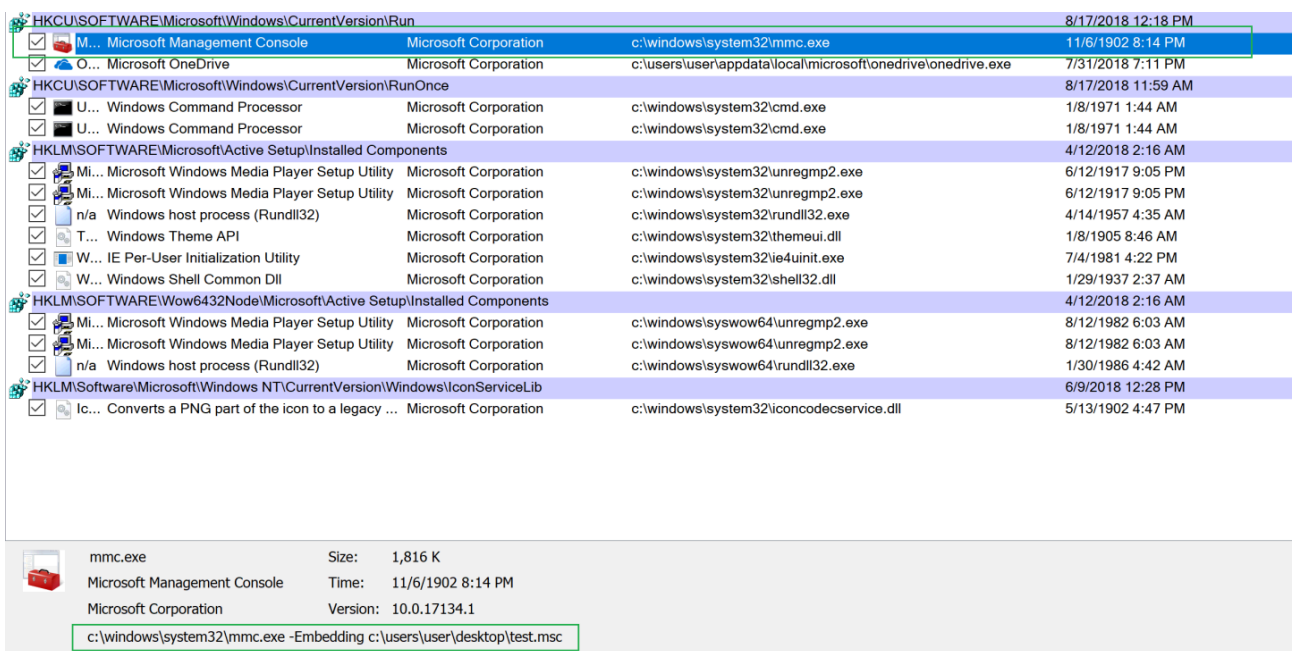 HKCU\SOFTWARE\Microsoft\Windows\CurrentVersion\Run 8/17/2018 12:18 PM
M... Microsoft Management Console Microsoft Corporation c:\windows\system32\mmc.exe 11/6/1902 8:14 PM
O... Microsoft OneDrive Microsoft Corporation c:\users\user\appdata\local\microsoft\onedrive\onedrive.exe 7/31/2018 7:11 PM
HKCU\SOFTWARE\Microsoft\Windows\CurrentVersion\RunOnce 8/17/2018 11:59 AM
U... Windows Command Processor Microsoft Corporation c:\windows\system32\cmd.exe 1/8/1971 1:44 AM
U... Windows Command Processor Microsoft Corporation c:\windows\system32\cmd.exe 1/8/1971 1:44 AM
HKLM\SOFTWARE\Microsoft\Active Setup\Installed Components 4/12/2018 2:16 AM
Mi... Microsoft Windows Media Player Setup Utility Microsoft Corporation c:\windows\system32\unregmp2.exe 6/12/1917 9:05 PM
Mi... Microsoft Windows Media Player Setup Utility Microsoft Corporation c:\windows\system32\unregmp2.exe 6/12/1917 9:05 PM
n/a Windows host process (Rundll32) Microsoft Corporation c:\windows\system32\rundll32.exe 4/14/1957 4:35 AM
T... Windows Theme API Microsoft Corporation c:\windows\system32\themeui.dll 1/8/1905 8:46 AM
W... IE Per-User Initialization Utility Microsoft Corporation c:\windows\system32\ie4uinit.exe 7/4/1981 4:22 PM
W... Windows Shell Common Dll Microsoft Corporation c:\windows\system32\shell32.dll 1/29/1937 2:37 AM
HKLM\SOFTWARE\Wow6432Node\Microsoft\Active Setup\Installed Components 4/12/2018 2:16 AM
Mi... Microsoft Windows Media Player Setup Utility Microsoft Corporation c:\windows\syswow64\unregmp2.exe 8/12/1982 6:03 AM
Mi... Microsoft Windows Media Player Setup Utility Microsoft Corporation c:\windows\syswow64\unregmp2.exe 8/12/1982 6:03 AM
n/a Windows host process (Rundll32) Microsoft Corporation c:\windows\syswow64\rundll32.exe 1/30/1986 4:42 AM
HKLM\Software\Microsoft\Windows NT\CurrentVersion\Windows\IconServiceLib 6/9/2018 12:28 PM
Ic... Converts a PNG part of the icon to a legacy ... Microsoft Corporation c:\windows\system32\iconcodecservice.dll 5/13/1902 4:47 PM
mmc.exe Size: 1,816 K
Microsoft Management Console Time: 11/6/1902 8:14 PM
Microsoft Corporation Version: 10.0.17134.1
c:\windows\system32\mmc.exe -Embedding c:\users\user\desktop\test.msc